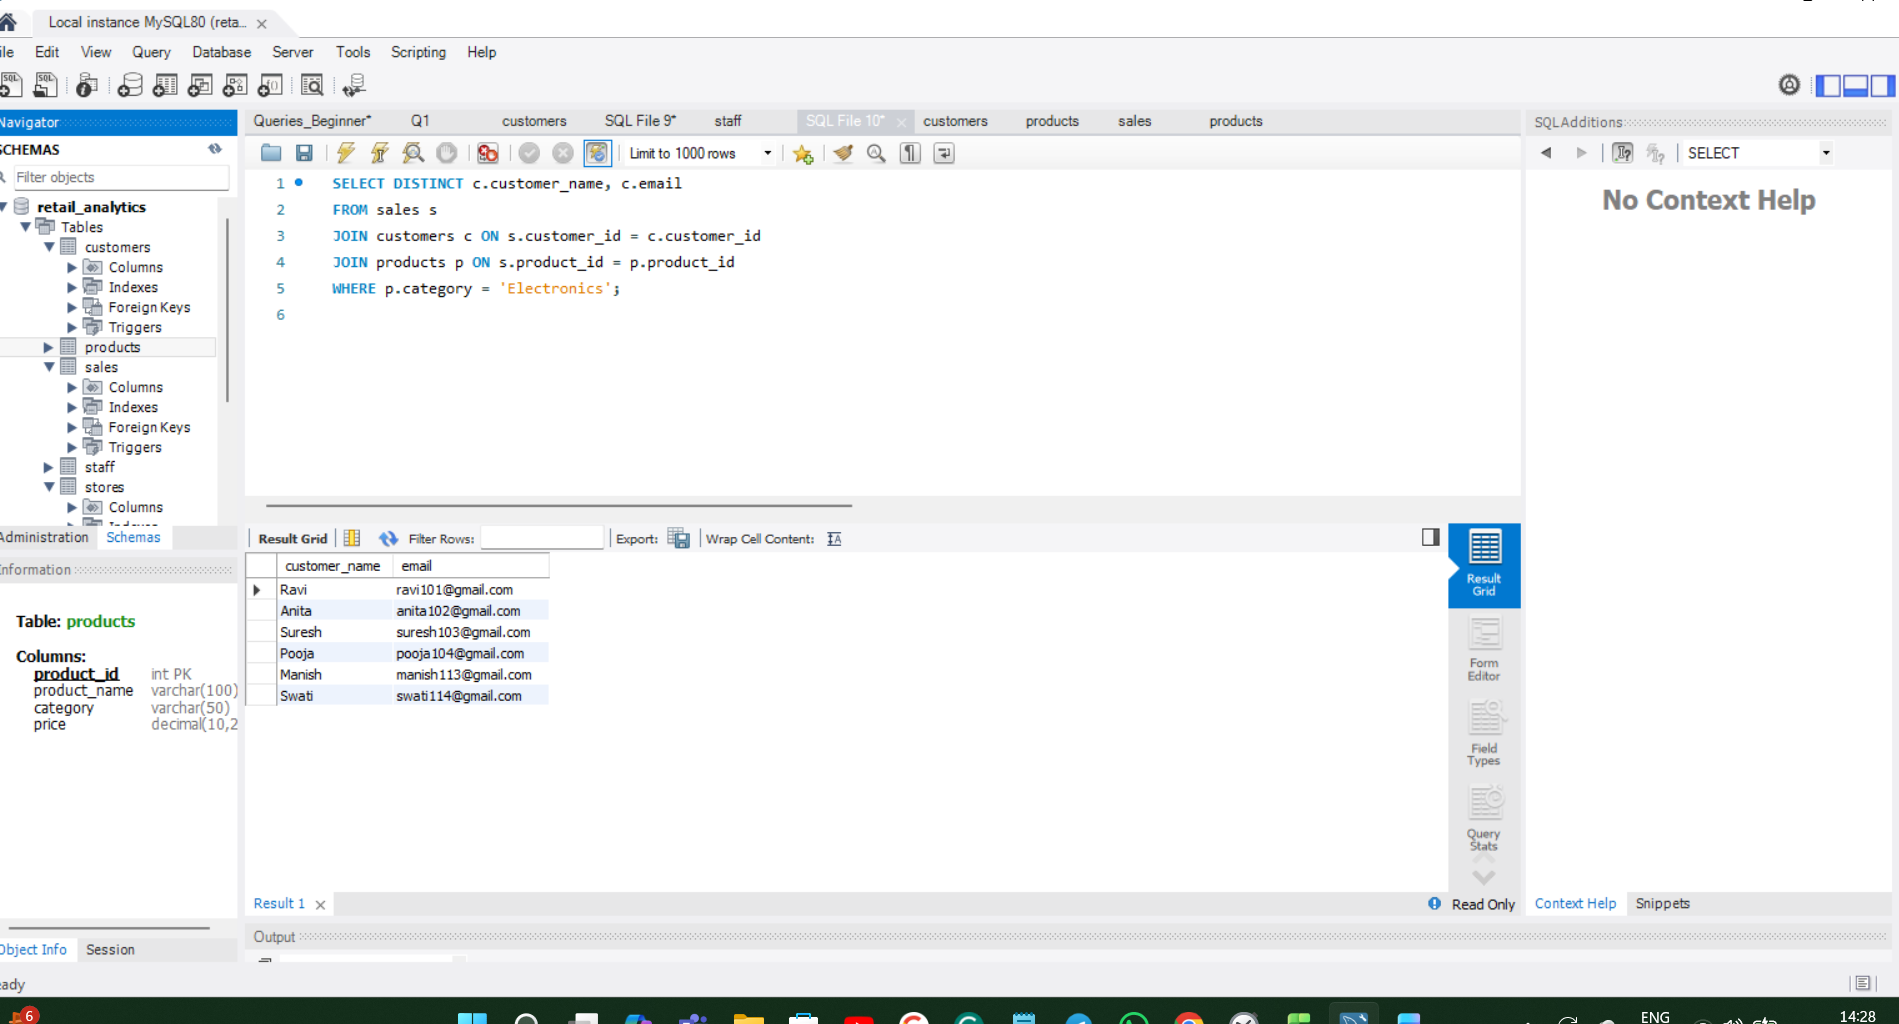 Local instance MySQL80 (reta...
ile Edit View Query Database Server Tools Scripting Help
Navigator
SCHEMAS
Filter objects
retail_analytics
Tables
customers
Columns
Indexes
Foreign Keys
Triggers
products
sales
Columns
Indexes
Foreign Keys
Triggers
staff
stores
Columns
Indexes
Administration Schemas
Information
Table: products
Columns:
product_id int PK
product_name varchar(100)
category varchar(50)
price decimal(10,2
Object Info Session
eady
Queries_Beginner* Q1 customers SQL File 9* staff SQL File 10* customers products sales products
Limit to 1000 rows
1 SELECT DISTINCT c.customer_name, c.email
2 FROM sales s
3 JOIN customers c ON s.customer_id = c.customer_id
4 JOIN products p ON s.product_id = p.product_id
5 WHERE p.category = 'Electronics';
6
Result Grid Filter Rows: Export: Wrap Cell Content:
customer_name email
Ravi ravi101@gmail.com
Anita anita102@gmail.com
Suresh suresh103@gmail.com
Pooja pooja104@gmail.com
Manish manish113@gmail.com
Swati swati114@gmail.com
Result
Grid
Form
Editor
Field
Types
Query
Stats
Result 1 Read Only
Output
SQLAdditions
SELECT
No Context Help
Context Help Snippets
6
ENG
14:28